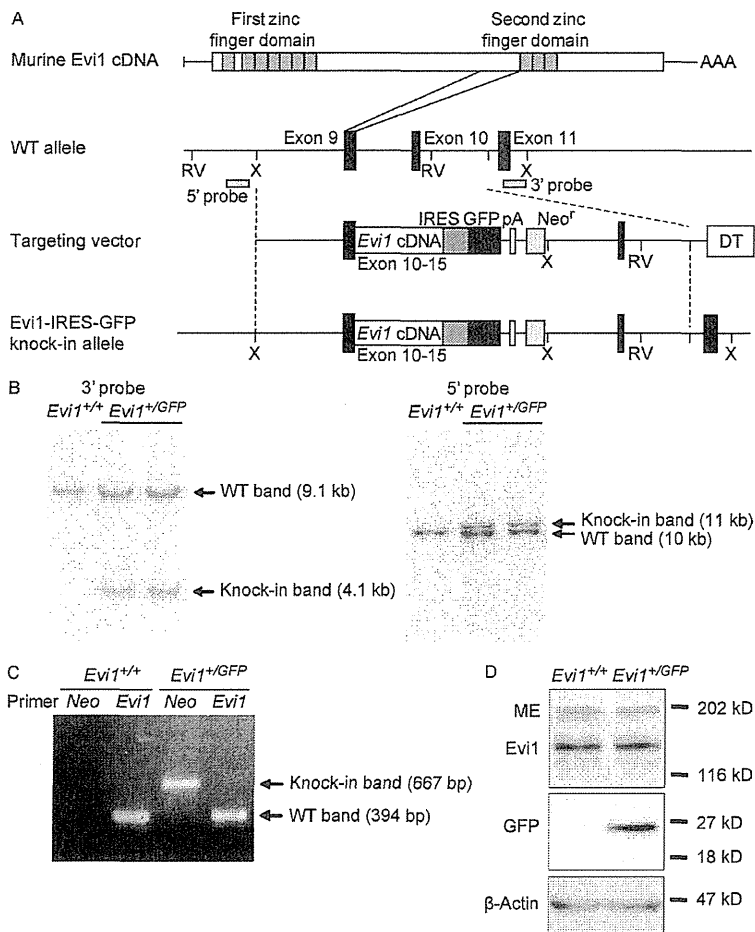 A
First zinc finger domain
Second zinc finger domain
Murine Evi1 cDNA
AAA
WT allele
Exon 9
Exon 10
Exon 11
RV
X
RV
X
5' probe
3' probe
Targeting vector
IRES GFP pA
Neoʳ
Evi1 cDNA
Exon 10-15
X
RV
DT
Evi1-IRES-GFP knock-in allele
Evi1 cDNA
Exon 10-15
X
X
RV
X
B
3' probe
Evi1+/+ Evi1+/GFP
WT band (9.1 kb)
Knock-in band (4.1 kb)
5' probe
Evi1+/+ Evi1+/GFP
Knock-in band (11 kb)
WT band (10 kb)
C
Evi1+/+ Evi1+/GFP
Primer Neo Evi1 Neo Evi1
Knock-in band (667 bp)
WT band (394 bp)
D
Evi1+/+ Evi1+/GFP
ME
202 kD
Evi1
116 kD
GFP
27 kD
18 kD
β-Actin
47 kD